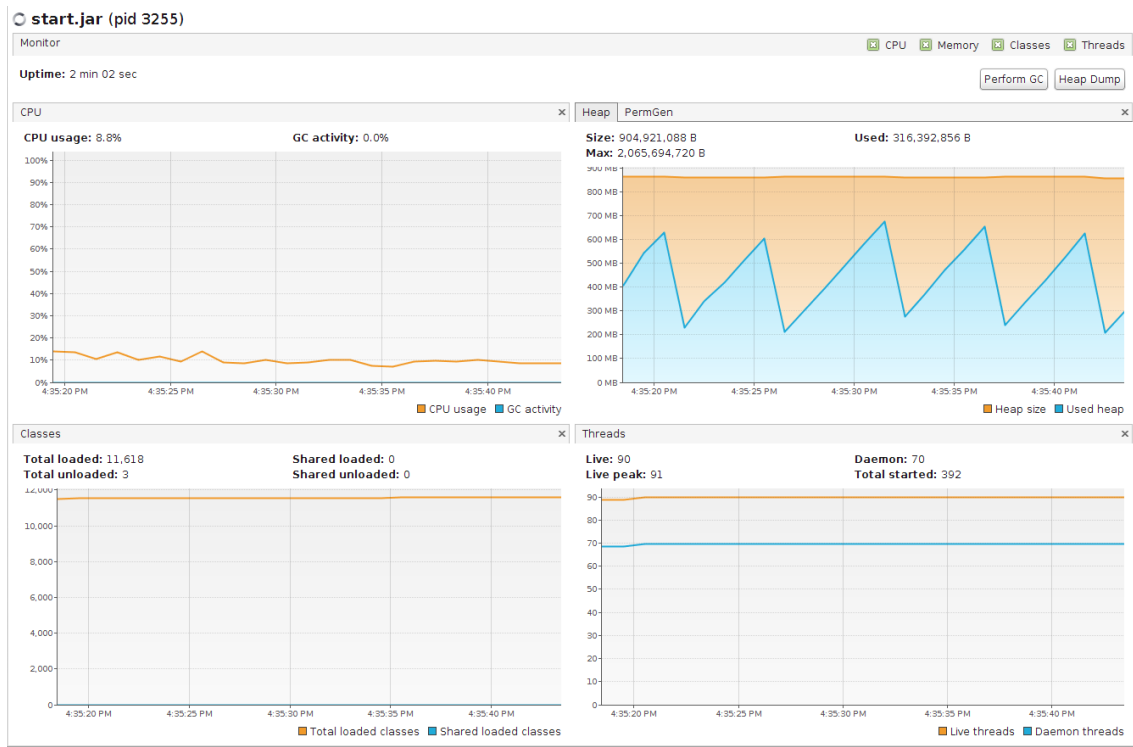 start.jar (pid 3255)
Monitor
CPU Memory Classes Threads
Uptime: 2 min 02 sec
Perform GC Heap Dump
CPU ×
CPU usage: 8.8% GC activity: 0.0%
100%
90%
80%
70%
60%
50%
40%
30%
20%
10%
0%
4:35:20 PM 4:35:25 PM 4:35:30 PM 4:35:35 PM 4:35:40 PM
CPU usage GC activity
Heap PermGen ×
Size: 904,921,088 B Used: 316,392,856 B
Max: 2,065,694,720 B
900 MB
800 MB
700 MB
600 MB
500 MB
400 MB
300 MB
200 MB
100 MB
0 MB
4:35:20 PM 4:35:25 PM 4:35:30 PM 4:35:35 PM 4:35:40 PM
Heap size Used heap
Classes ×
Total loaded: 11,618 Shared loaded: 0
Total unloaded: 3 Shared unloaded: 0
12,000
10,000
8,000
6,000
4,000
2,000
0
4:35:20 PM 4:35:25 PM 4:35:30 PM 4:35:35 PM 4:35:40 PM
Total loaded classes Shared loaded classes
Threads ×
Live: 90 Daemon: 70
Live peak: 91 Total started: 392
90
80
70
60
50
40
30
20
10
0
4:35:20 PM 4:35:25 PM 4:35:30 PM 4:35:35 PM 4:35:40 PM
Live threads Daemon threads